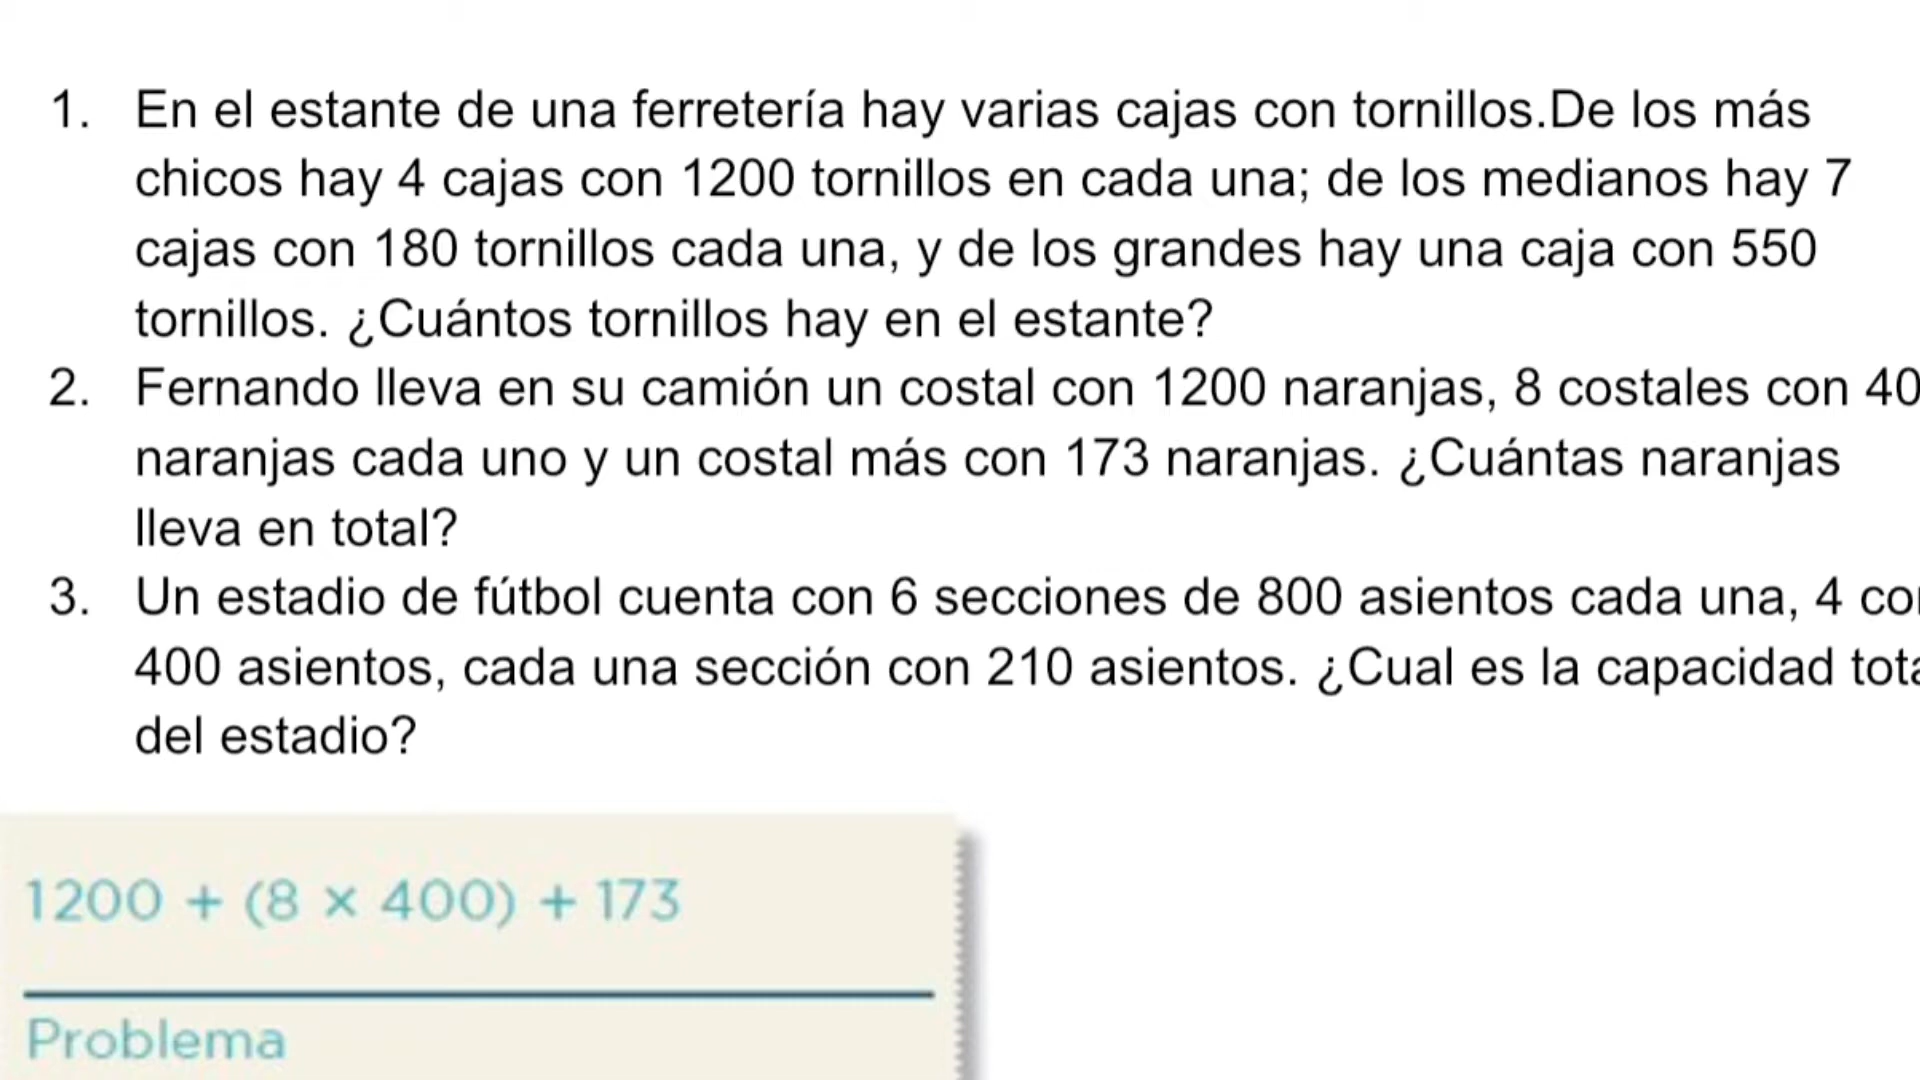 1. En el estante de una ferretería hay varias cajas con tornillos.De los más
chicos hay 4 cajas con 1200 tornillos en cada una; de los medianos hay 7
cajas con 180 tornillos cada una, y de los grandes hay una caja con 550
tornillos. ¿Cuántos tornillos hay en el estante?
2. Fernando lleva en su camión un costal con 1200 naranjas, 8 costales con 40
naranjas cada uno y un costal más con 173 naranjas. ¿Cuántas naranjas
lleva en total?
3. Un estadio de fútbol cuenta con 6 secciones de 800 asientos cada una, 4
400 asientos, cada una sección con 210 asientos. ¿Cual es la capacidad
del estadio?
1200 + (8 × 400) + 173
Problema